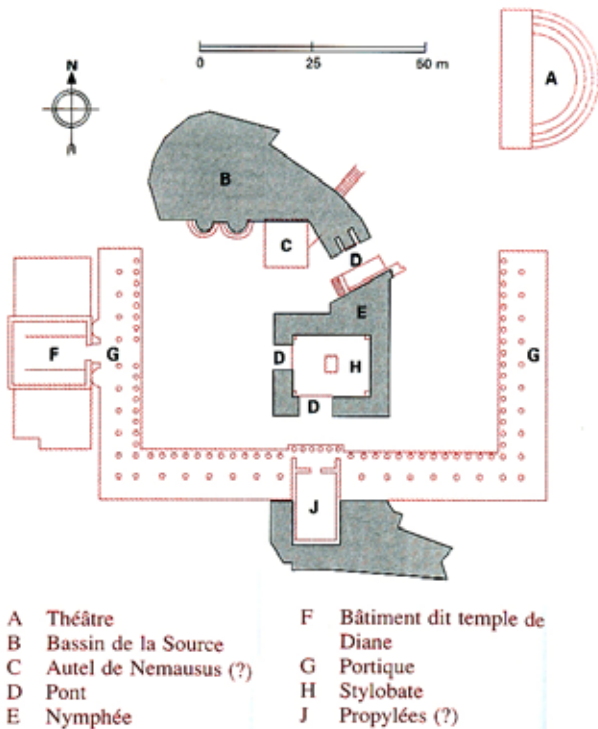 0 25 50 m
N
A
B
C
D
E
F
G
D
H
G
D
J
A Théâtre
B Bassin de la Source
C Autel de Nemausus (?)
D Pont
E Nymphée
F Bâtiment dit temple de
Diane
G Portique
H Stylobate
J Propylées (?)